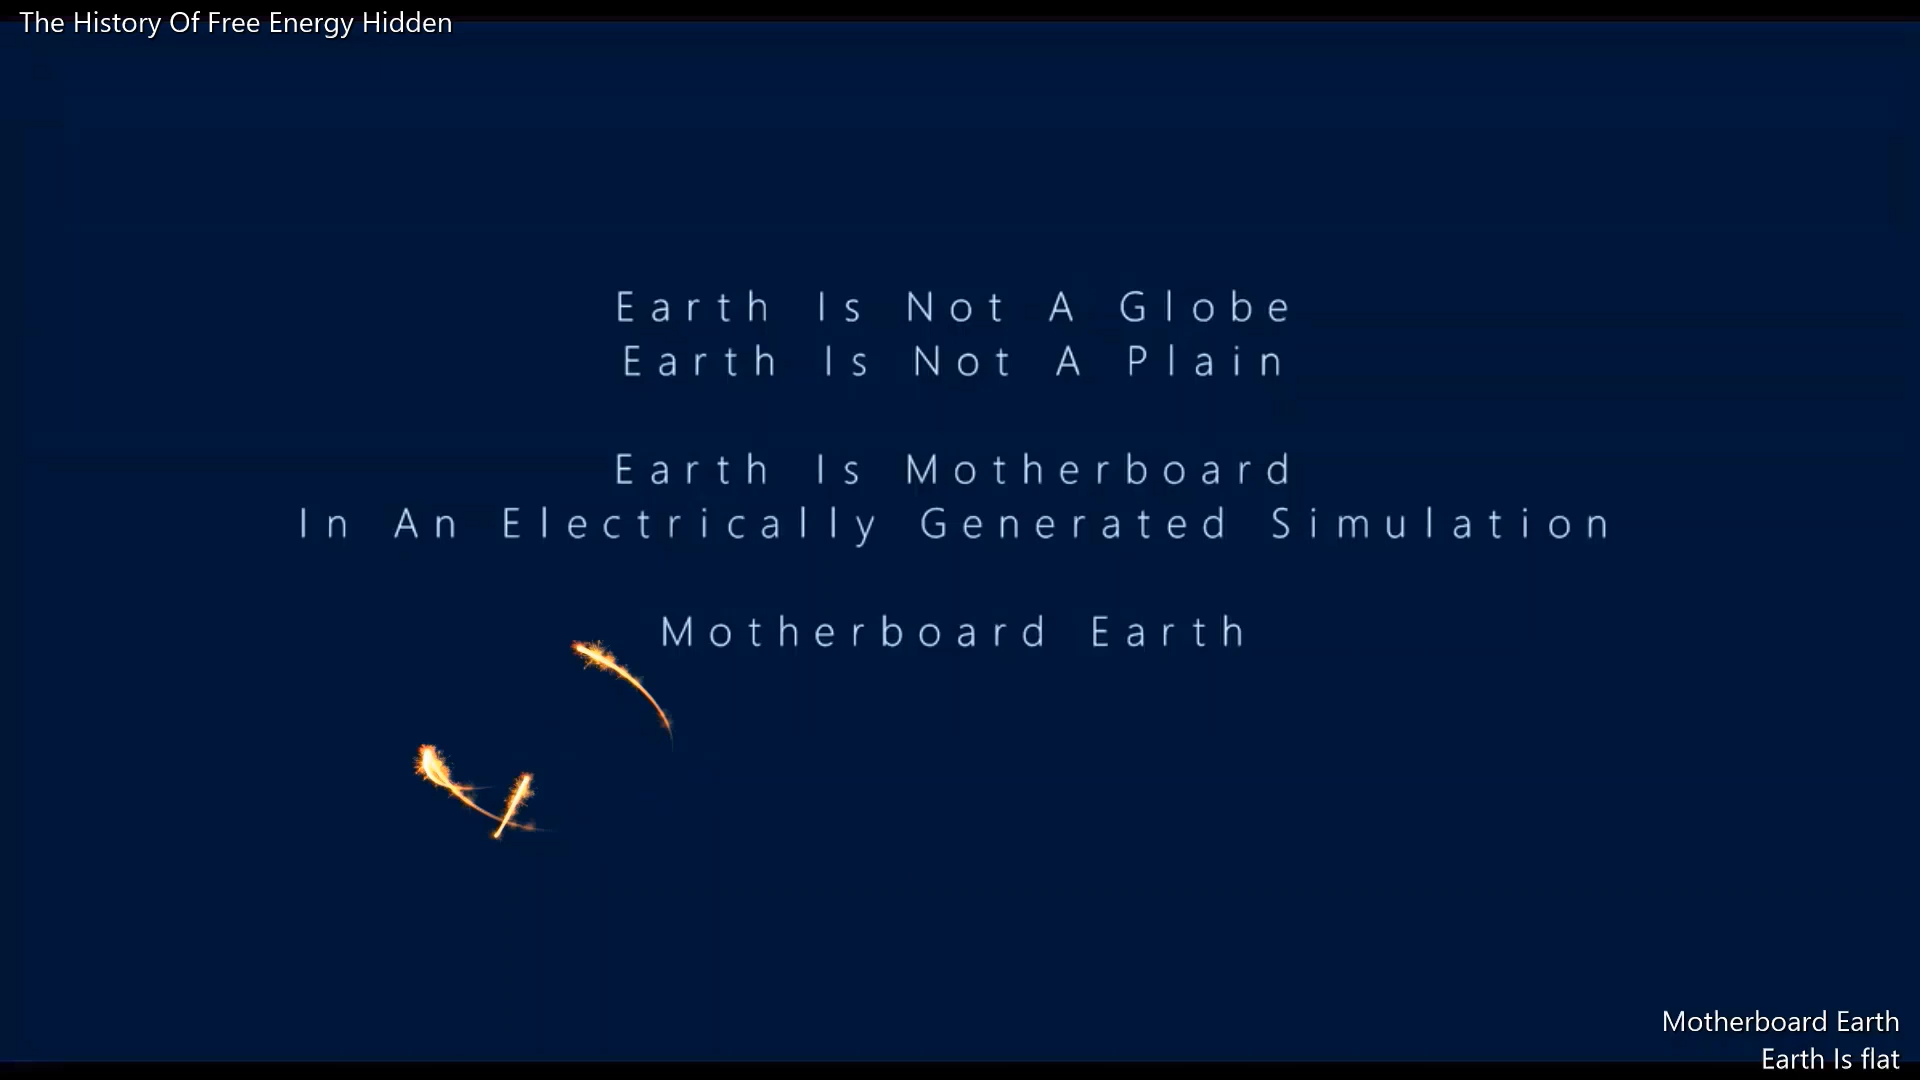 The History Of Free Energy Hidden
Earth Is Not A Globe
Earth Is Not A Plain
Earth Is Motherboard
In An Electrically Generated Simulation
Motherboard Earth
Motherboard Earth
Earth Is flat